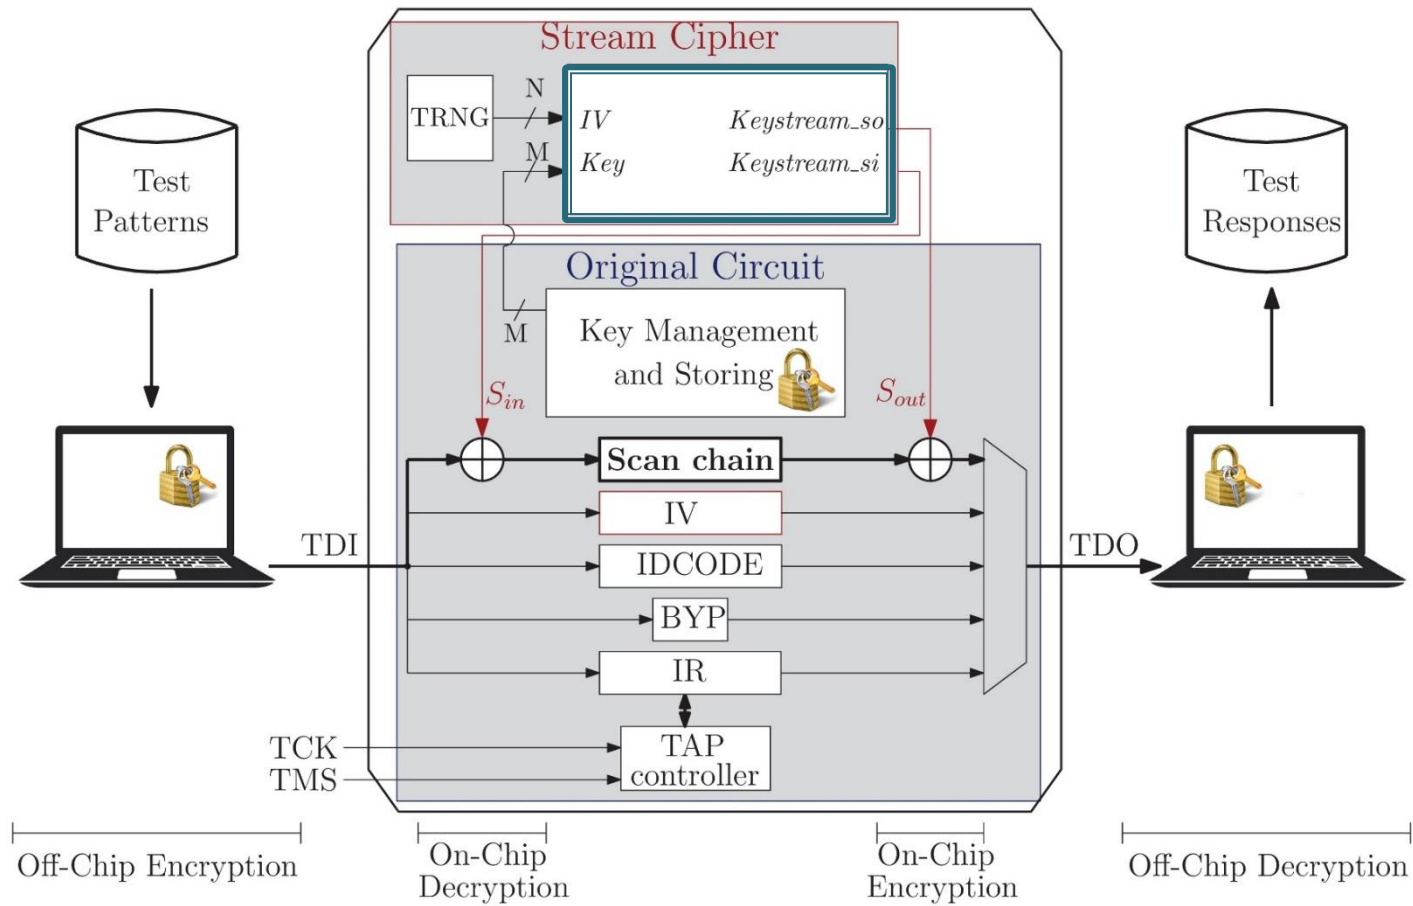 Stream Cipher
TRNG
N
M
IV
Key
Keystream_so
Keystream_si
Test
Patterns
Test
Responses
Original Circuit
Key Management
and Storing
M
S_in
S_out
Scan chain
IV
IDCODE
BYP
IR
TAP
controller
TDI
TDO
TCK
TMS
Off-Chip Encryption
On-Chip
Decryption
On-Chip
Encryption
Off-Chip Decryption